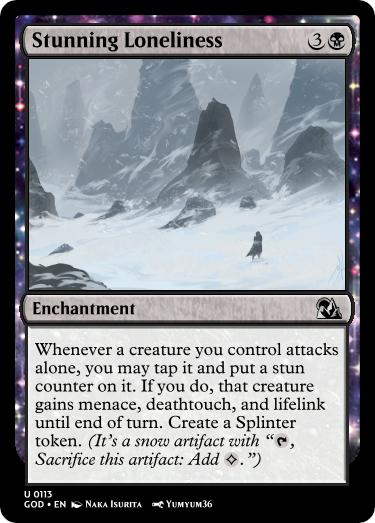 Stunning Loneliness
3
Enchantment
Whenever a creature you control attacks
alone, you may tap it and put a stun
counter on it. If you do, that creature
gains menace, deathtouch, and lifelink
until end of turn. Create a Splinter
token. (It's a snow artifact with “,
Sacrifice this artifact: Add .”)
U 0113
GOD • EN Naka Isurita Yumyum36